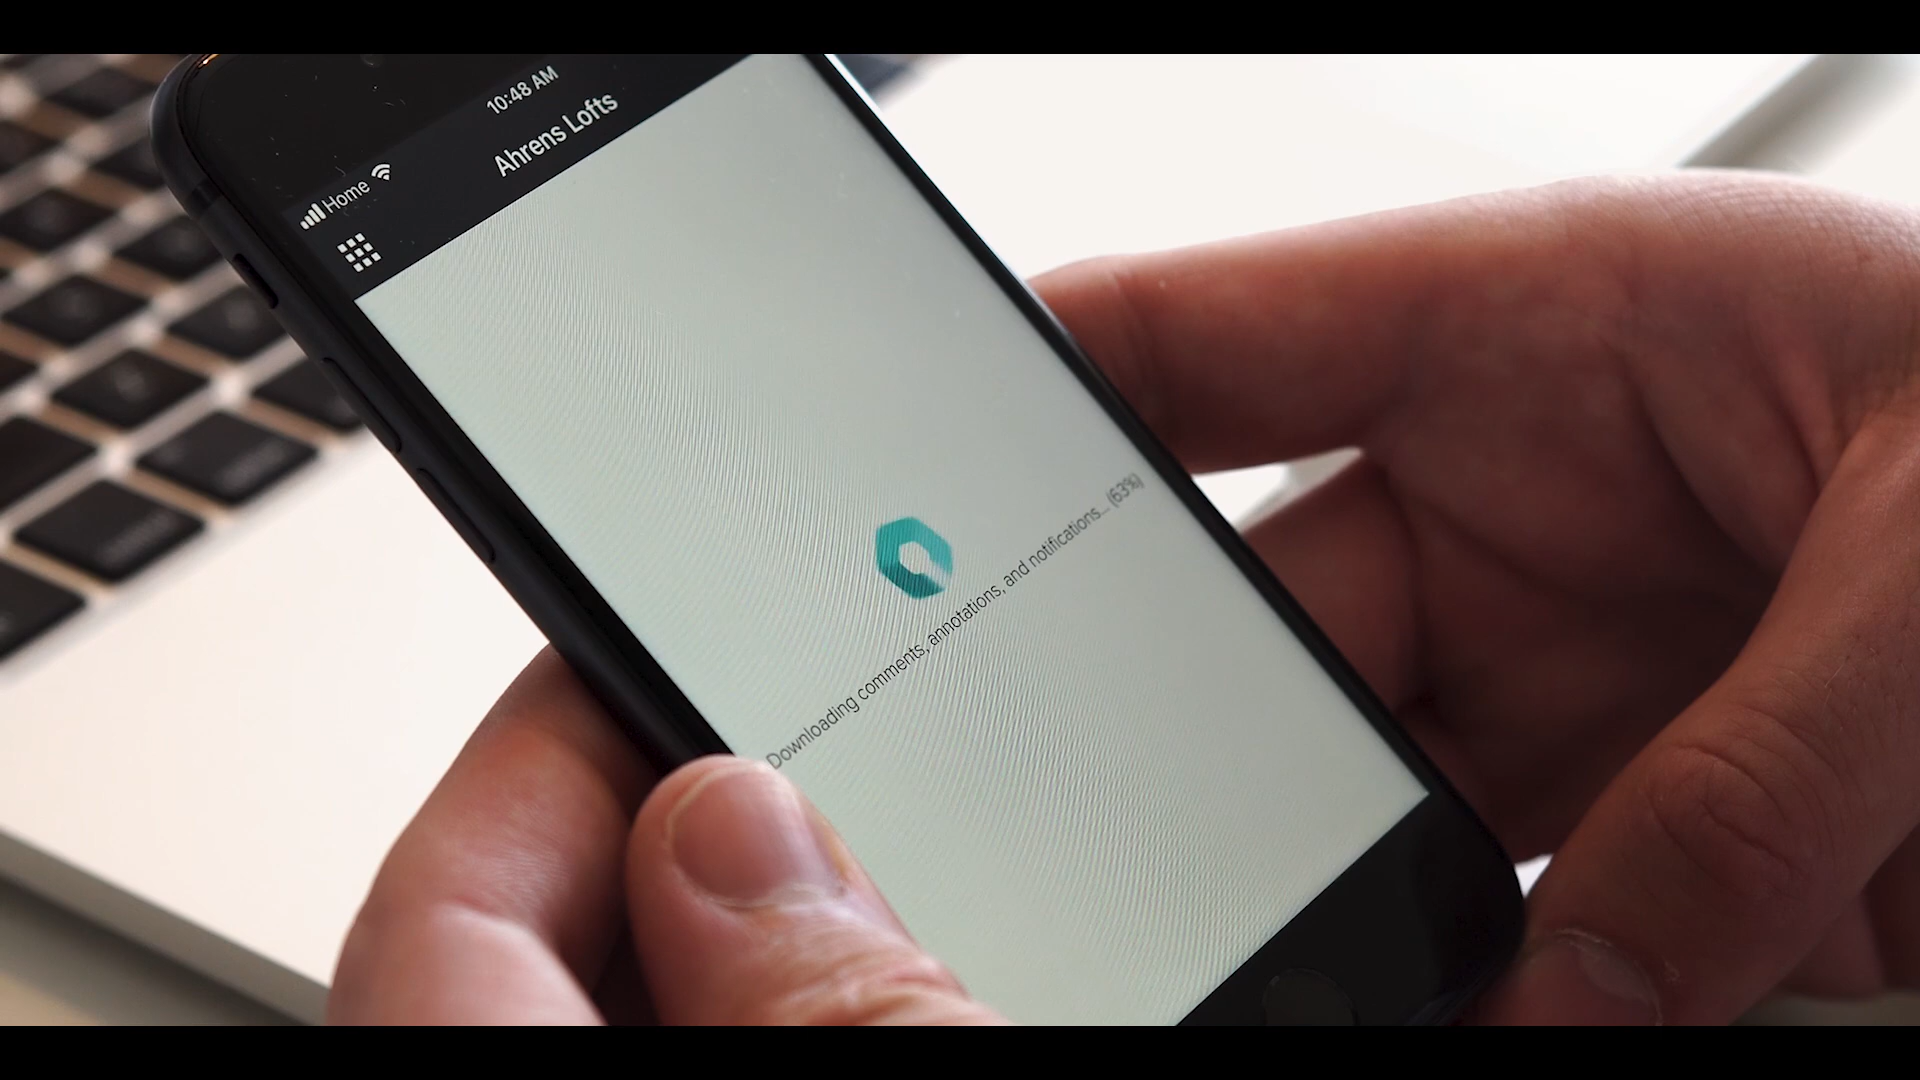 10:48 AM
Home
Ahrens Lofts
Downloading comments, annotations, and notifications... (63%)